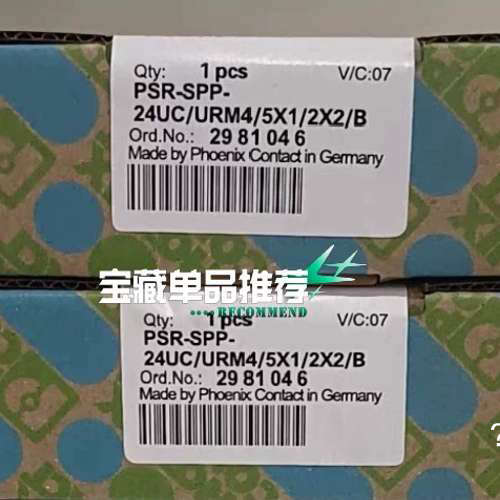 Qty: 1 pcs V/C:07
PSR-SPP-
24UC/URM4/5X1/2X2/B
Ord.No.: 29 81 04 6
Made by Phoenix Contact in Germany
宝藏单品推荐
RECOMMEND
Qty: 1 pcs V/C:07
PSR-SPP-
24UC/URM4/5X1/2X2/B
Ord.No.: 29 81 04 6
Made by Phoenix Contact in Germany
?